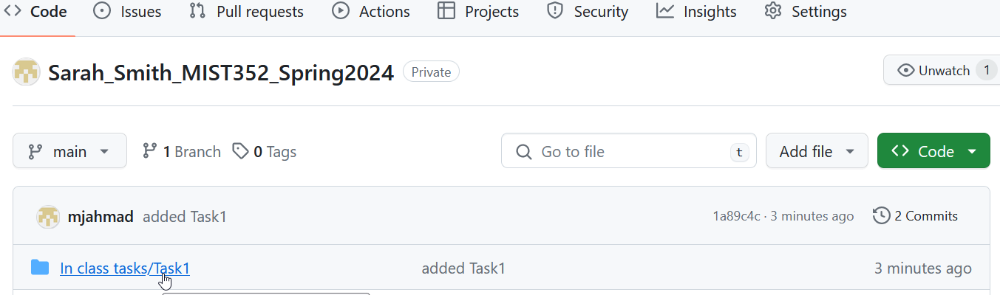 Code Issues Pull requests Actions Projects Security Insights Settings
Sarah_Smith_MIST352_Spring2024 Private Unwatch 1
main 1 Branch 0 Tags Go to file t Add file Code
mjahmad added Task1 1a89c4c · 3 minutes ago 2 Commits
In class tasks/Task1 added Task1 3 minutes ago